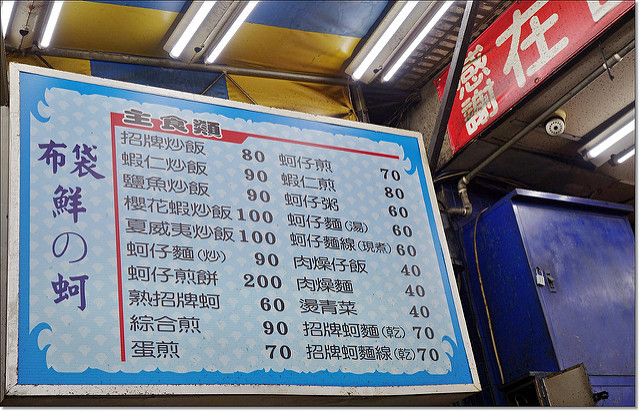 感謝
在
布袋
鮮の蚵
主食類
招牌炒飯 80
蝦仁炒飯 90
鹽魚炒飯 90
櫻花蝦炒飯 100
夏威夷炒飯 100
蚵仔麵(炒) 90
蚵仔煎餅 200
熟招牌蚵 60
綜合煎 90
蛋煎 70
蚵仔煎 70
蝦仁煎 80
蚵仔粥 60
蚵仔麵(湯) 60
蚵仔麵線(現煮) 60
肉燥仔飯 40
肉燥麵 40
燙青菜 40
招牌蚵麵(乾) 70
招牌蚵麵線(乾) 70